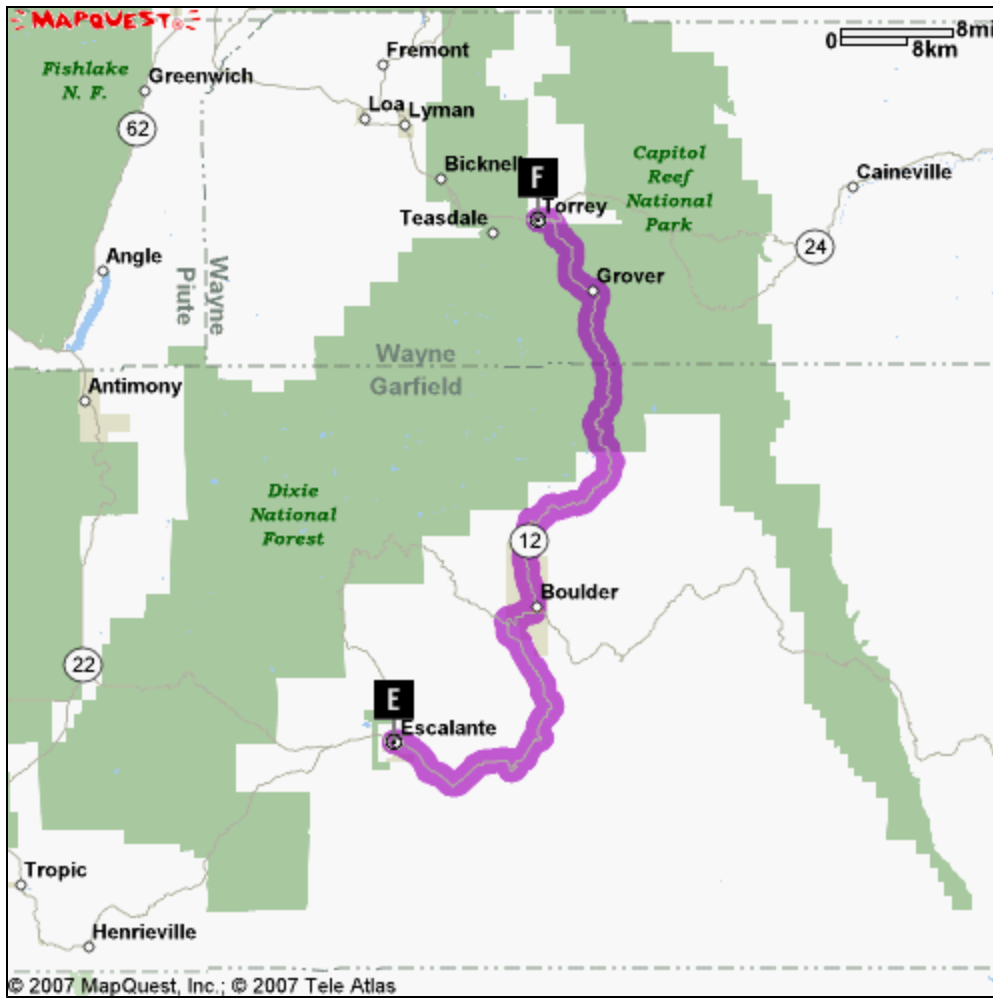 MAPQUEST
0 8mi
8km
Fremont
Fishlake
N. F.
Greenwich
Loa
Lyman
62
Bicknell
Capitol
Reef
National
Park
Caineville
F
Torrey
Teasdale
24
Angle
Wayne
Piute
Grover
Wayne
Garfield
Antimony
Dixie
National
Forest
12
Boulder
22
E
Escalante
Tropic
Henrieville
© 2007 MapQuest, Inc.; © 2007 Tele Atlas